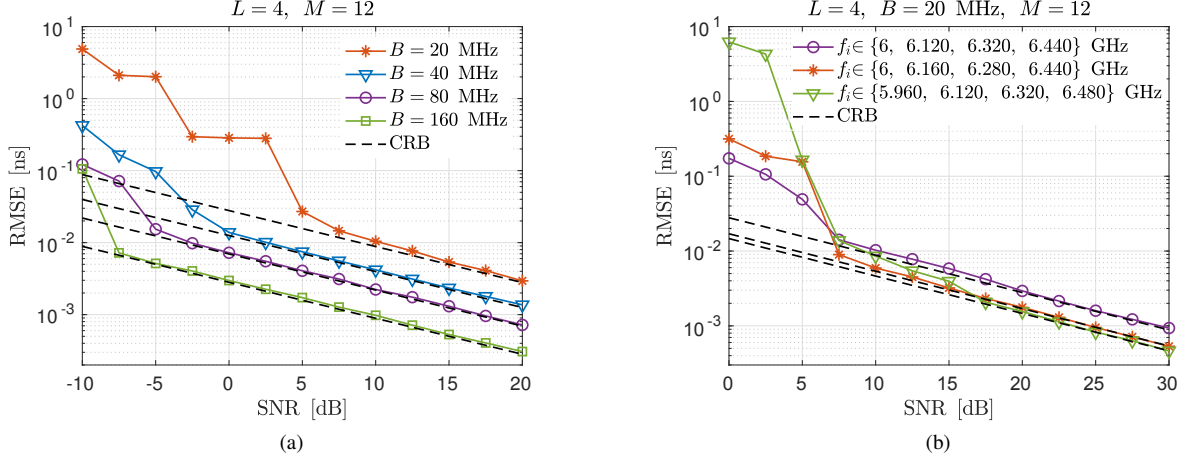 L = 4, M = 12
RMSE [ns]
10^1
10^0
10^-1
10^-2
10^-3
B = 20 MHz
B = 40 MHz
B = 80 MHz
B = 160 MHz
CRB
-10 -5 0 5 10 15 20
SNR [dB]
(a)
L = 4, B = 20 MHz, M = 12
RMSE [ns]
10^1
10^0
10^-1
10^-2
10^-3
f_i ∈ {6, 6.120, 6.320, 6.440} GHz
f_i ∈ {6, 6.160, 6.280, 6.440} GHz
f_i ∈ {5.960, 6.120, 6.320, 6.480} GHz
CRB
0 5 10 15 20 25 30
SNR [dB]
(b)